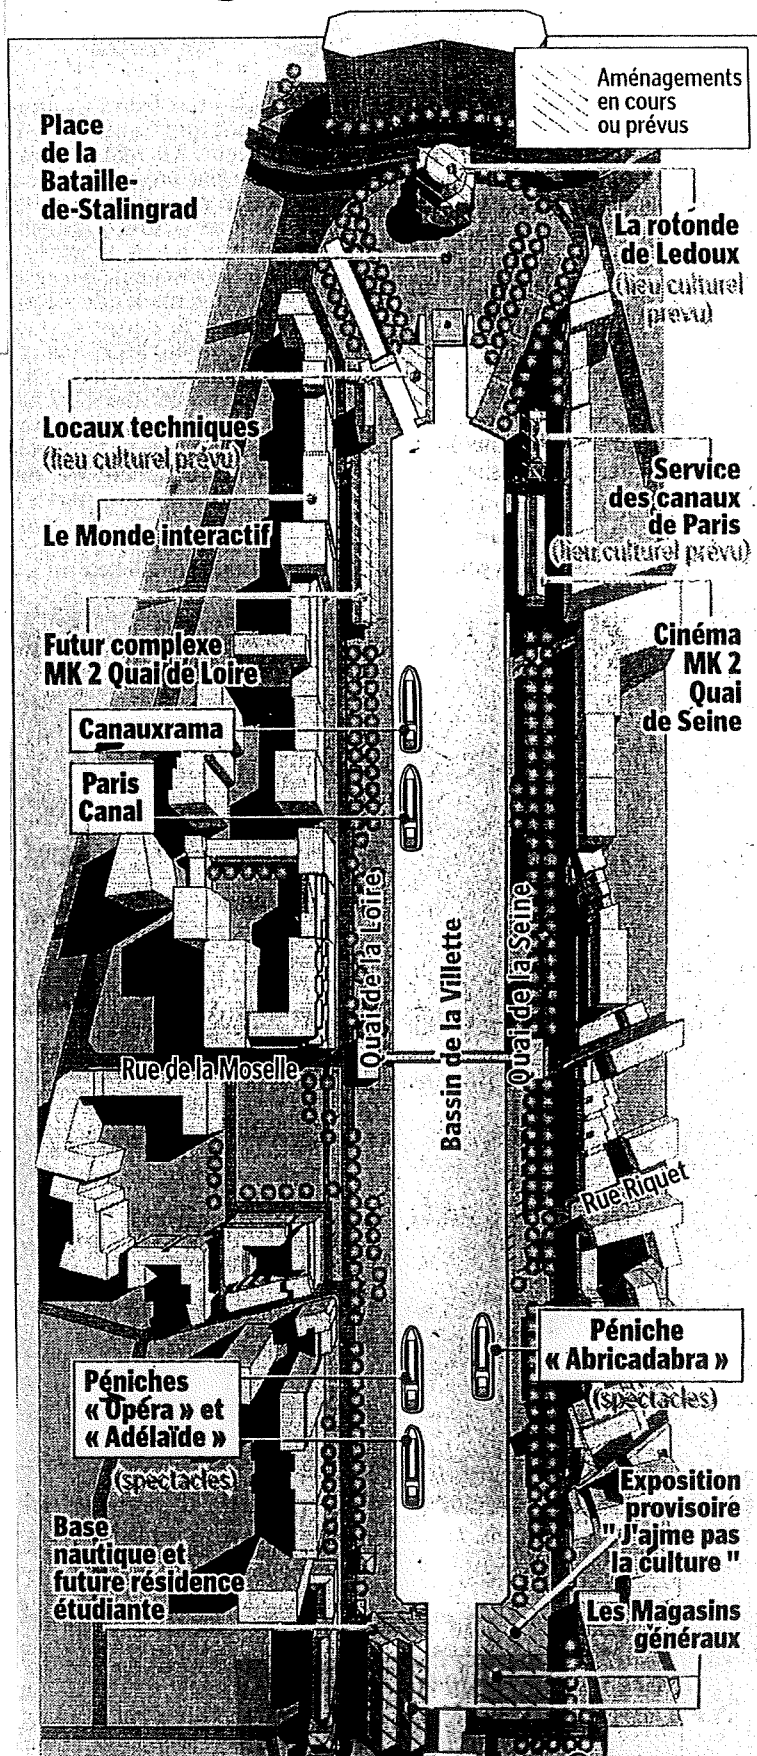 Aménagements
en cours
ou prévus
Place
de la
Bataille-
de-Stalingrad
La rotonde
de Ledoux
(lieu culturel
prévu)
Locaux techniques
(lieu culturel prévu)
Service
des canaux
de Paris
(lieu culturel prévu)
Le Monde interactif
Futur complexe
MK 2 Quai de Loire
Cinéma
MK 2
Quai
de Seine
Canauxrama
Paris
Canal
Quai de la Loire
Bassin de la Villette
Quai de la Seine
Rue de la Moselle
Rue Riquet
Péniche
« Abricadabra »
(spectacles)
Péniches
« Opéra » et
« Adélaïde »
(spectacles)
Exposition
provisoire
" J'ajme pas
la culture "
Base
nautique et
future résidence
étudiante
Les Magasins
généraux